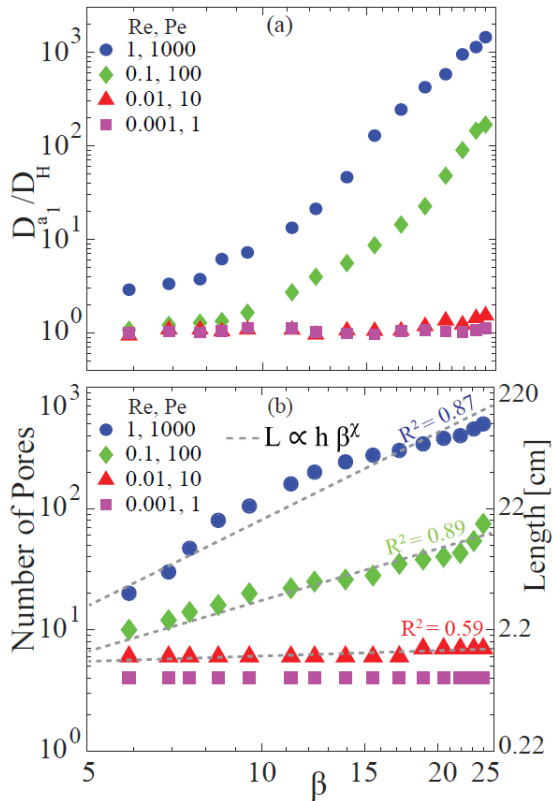 (a)
Re, Pe
1, 1000
0.1, 100
0.01, 10
0.001, 1
10³
10²
10¹
10⁰
Dₐ₁/D_H
(b)
Re, Pe
1, 1000
0.1, 100
0.01, 10
0.001, 1
L ∝ h β^χ
R² = 0.87
R² = 0.89
R² = 0.59
10³
10²
10¹
10⁰
Number of Pores
220
22
2.2
0.22
Length [cm]
5 10 15 20 25
β